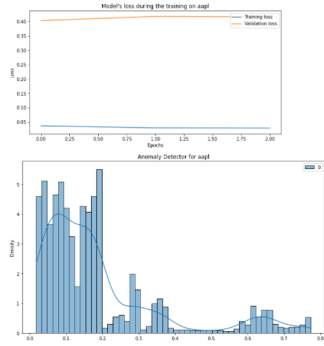 Model's loss during the training on aapl
Training loss
Validation loss
0.40
0.35
0.30
0.25
0.20
0.15
0.10
0.05
Loss
0.00 0.25 0.50 0.75 1.00 1.25 1.50 1.75 2.00
Epochs
Anomaly Detector for aapl
0
5
4
3
2
1
0
Density
0.0 0.1 0.2 0.3 0.4 0.5 0.6 0.7 0.8